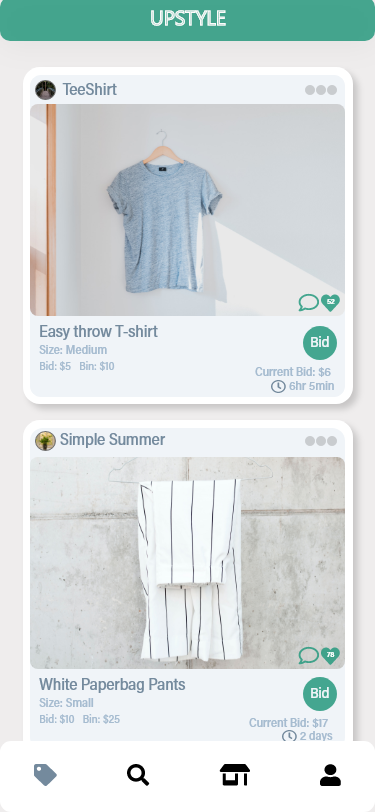 UPSTYLE
TeeShirt
52
Easy throw T-shirt
Bid
Size: Medium
Bid: $5 Bin: $10
Current Bid: $6
6hr 5min
Simple Summer
78
White Paperbag Pants
Bid
Size: Small
Bid: $10 Bin: $25
Current Bid: $17
2 days